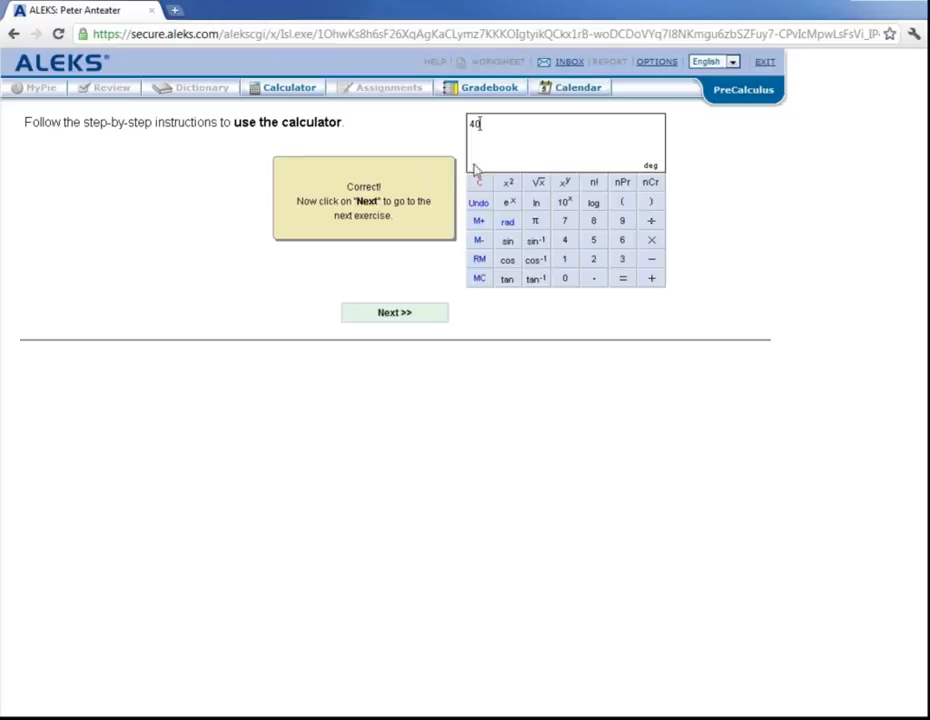 ALEKS: Peter Anteater
https://secure.aleks.com/alekscgi/x/Isl.exe/1OhwKs8h6sF26XqAgKaCLymz7KKKOIgtyikQCkx1rB-woDCDoVYq7I8NKmgu6zbSZFuy7-CPvIcMpwLsFsVi_IP
ALEKS®
HELP WORKSHEET INBOX REPORT OPTIONS English EXIT
MyPie Review Dictionary Calculator Assignments Gradebook Calendar PreCalculus
Follow the step-by-step instructions to use the calculator.
40
deg
Correct!
Now click on "Next" to go to the
next exercise.
C x² √x xʸ n! nPr nCr
Undo eˣ ln 10ˣ log ( )
M+ rad π 7 8 9 ÷
M- sin sin⁻¹ 4 5 6 ×
RM cos cos⁻¹ 1 2 3 −
MC tan tan⁻¹ 0 . = +
Next >>